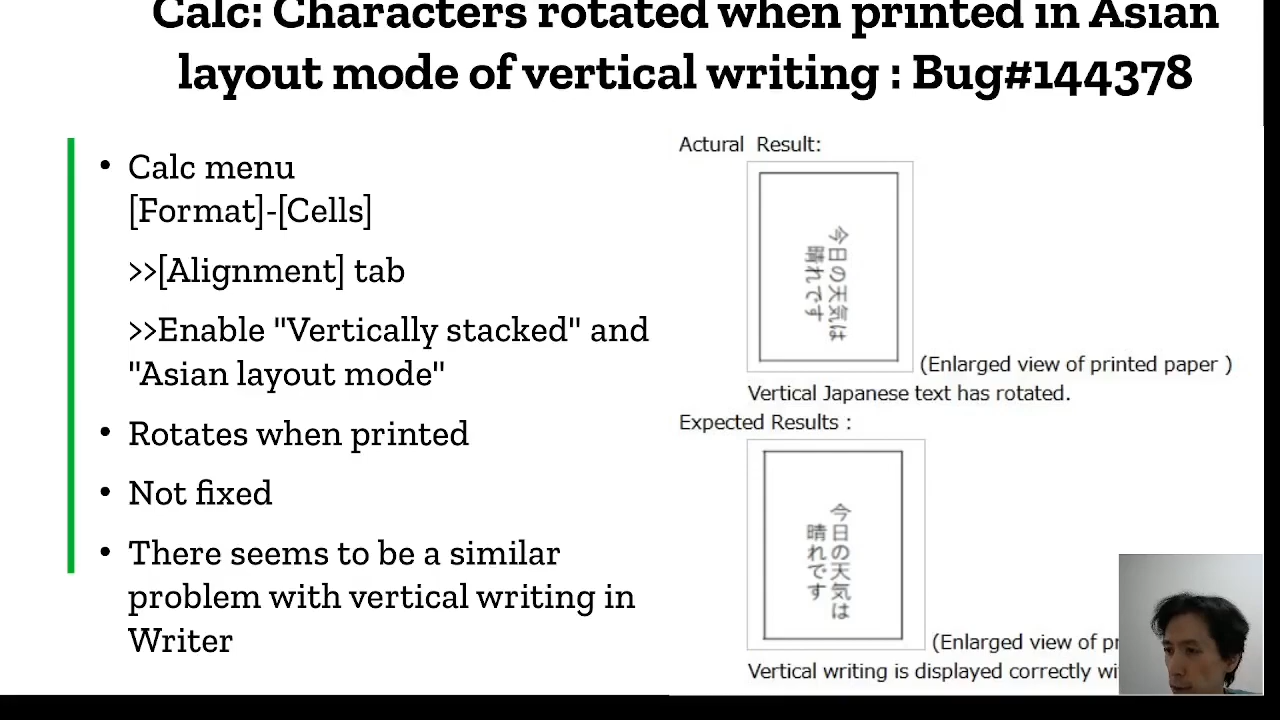 Calc: Characters rotated when printed in Asian
layout mode of vertical writing : Bug#144378
• Calc menu
[Format]-[Cells]
>>[Alignment] tab
>>Enable "Vertically stacked" and
"Asian layout mode"
• Rotates when printed
• Not fixed
• There seems to be a similar
problem with vertical writing in
Writer
Actural Result:
今日の天気は
晴れです
(Enlarged view of printed paper )
Vertical Japanese text has rotated.
Expected Results :
今日の天気は
晴れです
(Enlarged view of
Vertical writing is displayed correctly